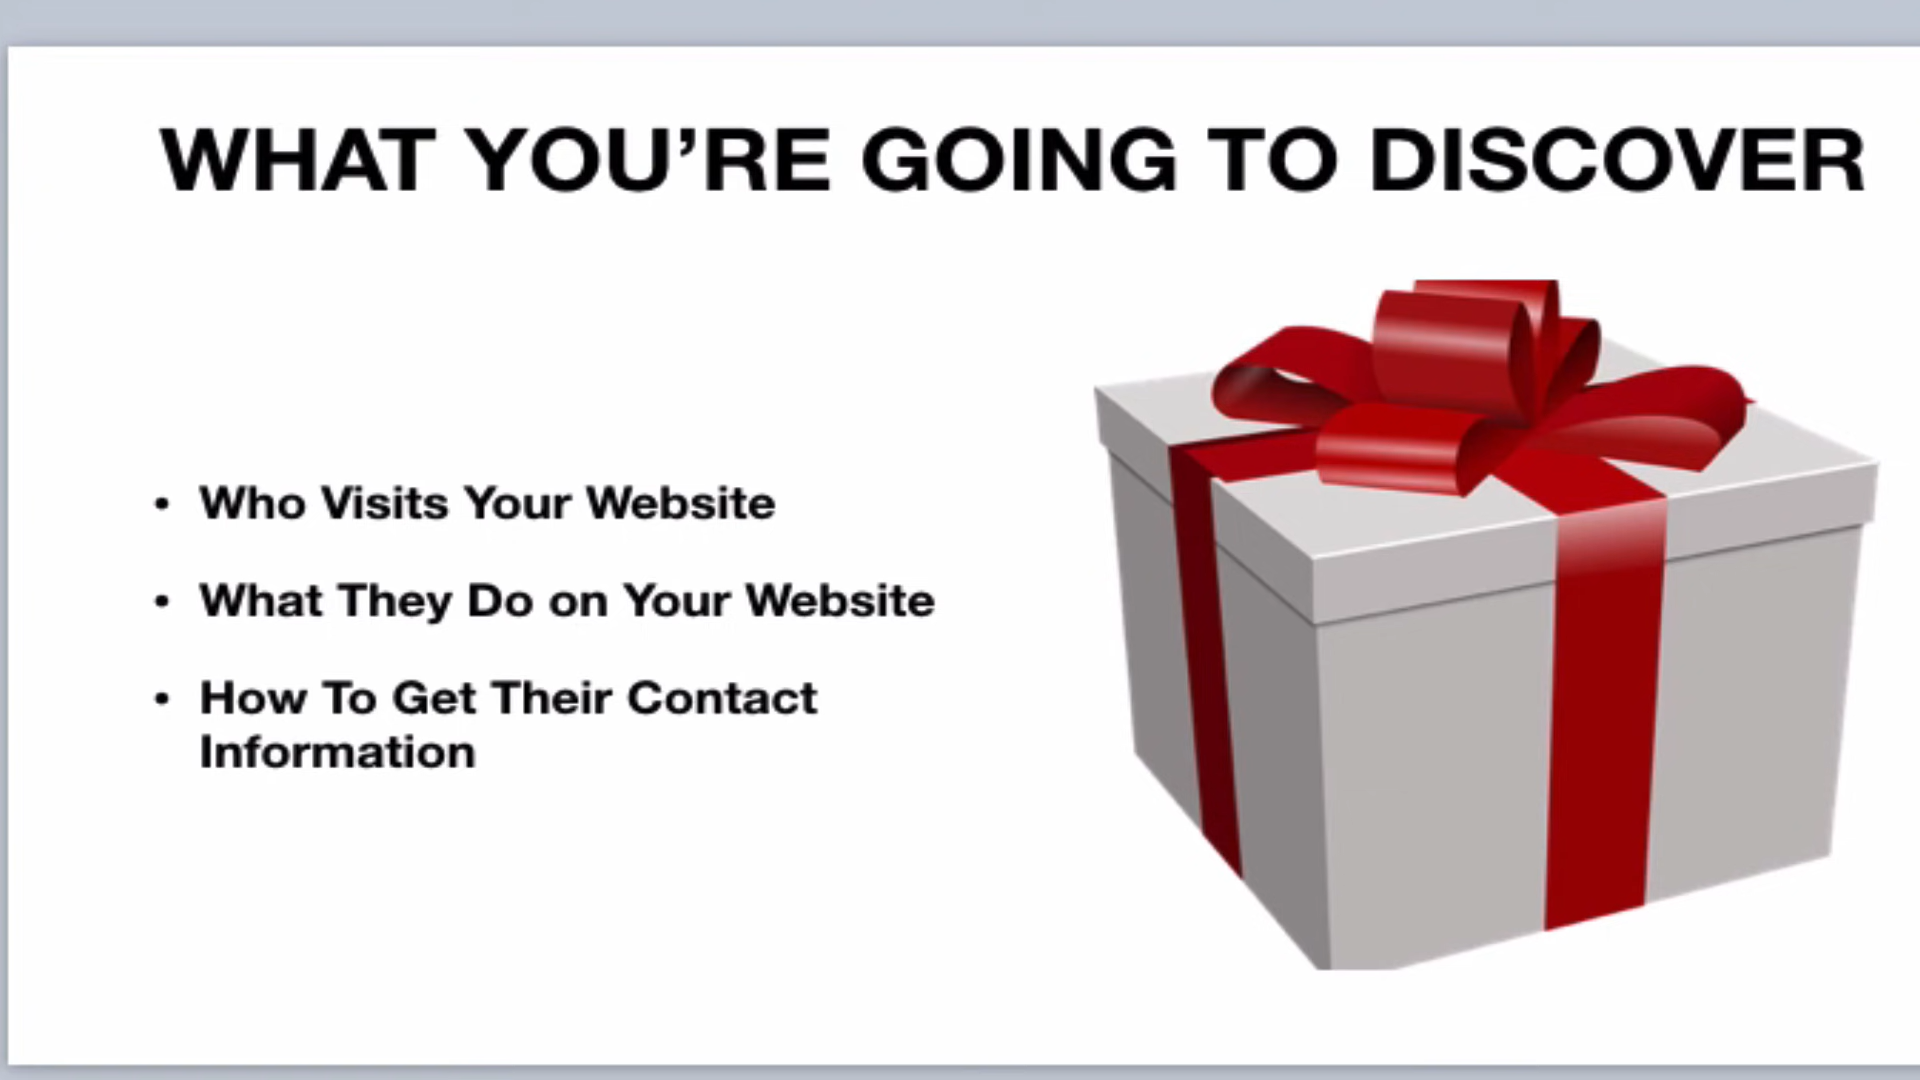 WHAT YOU’RE GOING TO DISCOVER
• Who Visits Your Website
• What They Do on Your Website
• How To Get Their Contact
Information